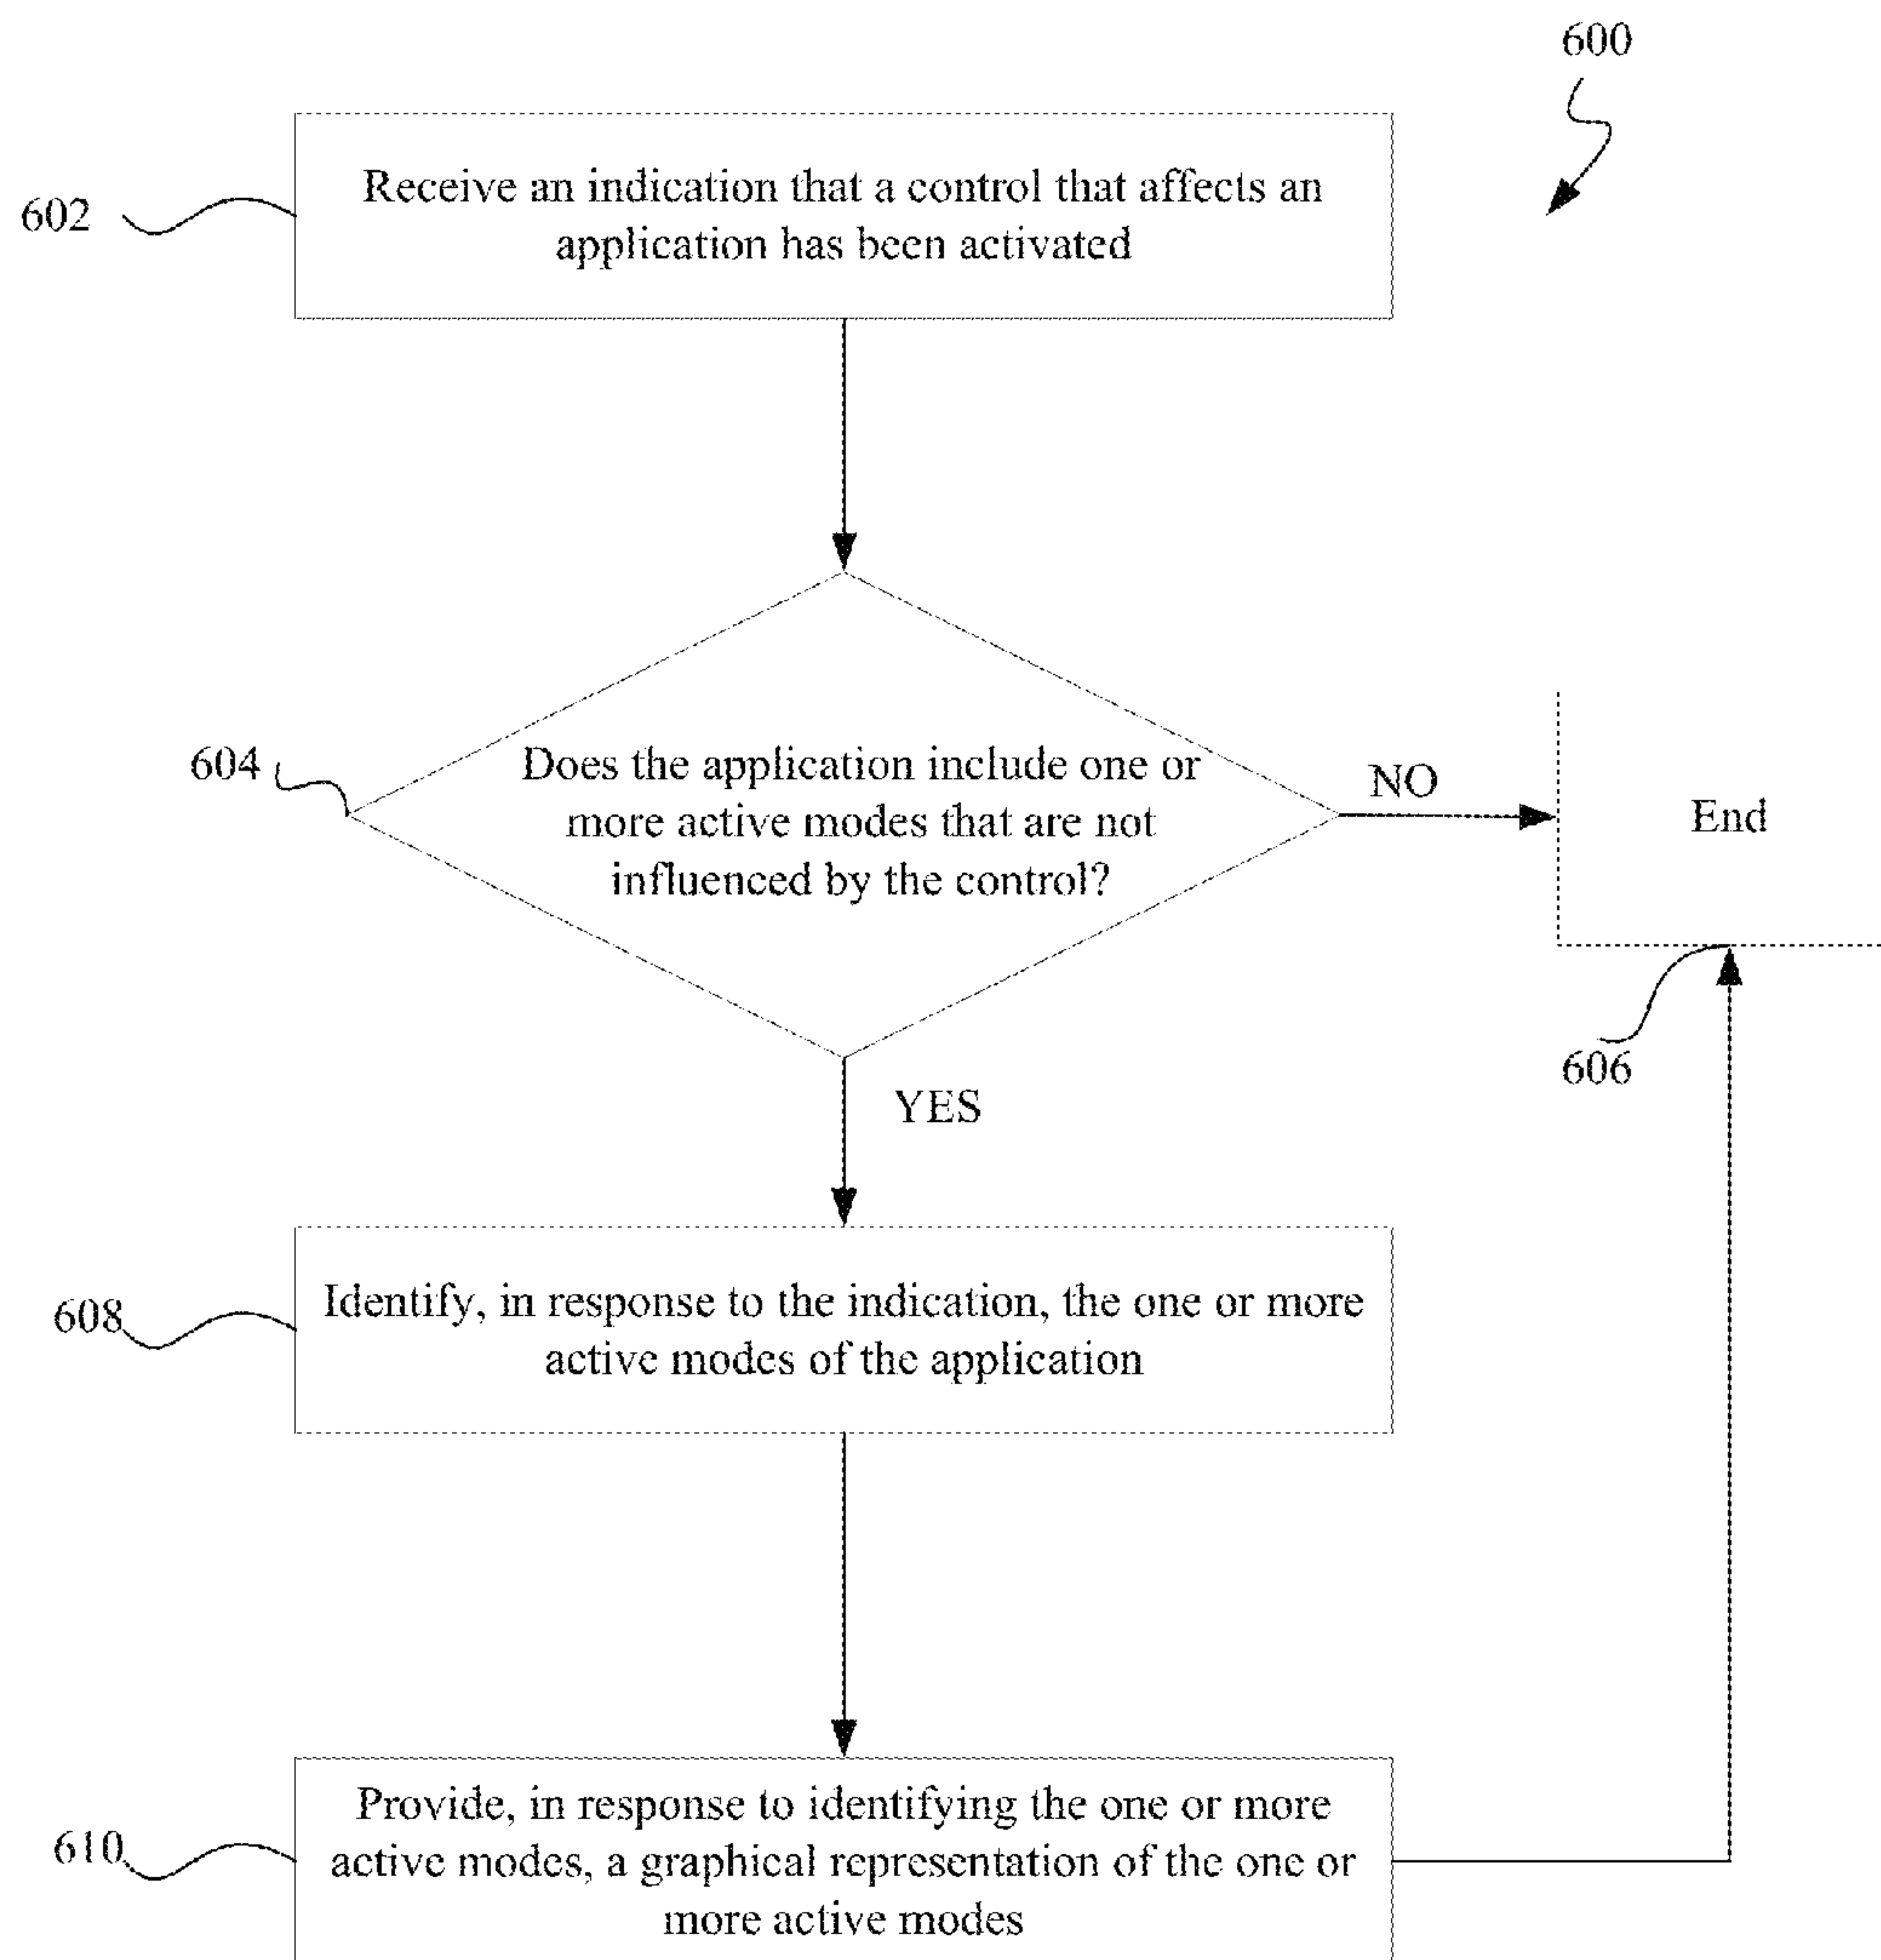 600
602
Receive an indication that a control that affects an
application has been activated
604
Does the application include one or
more active modes that are not
influenced by the control?
NO
End
606
YES
608
Identify, in response to the indication, the one or more
active modes of the application
610
Provide, in response to identifying the one or more
active modes, a graphical representation of the one or
more active modes